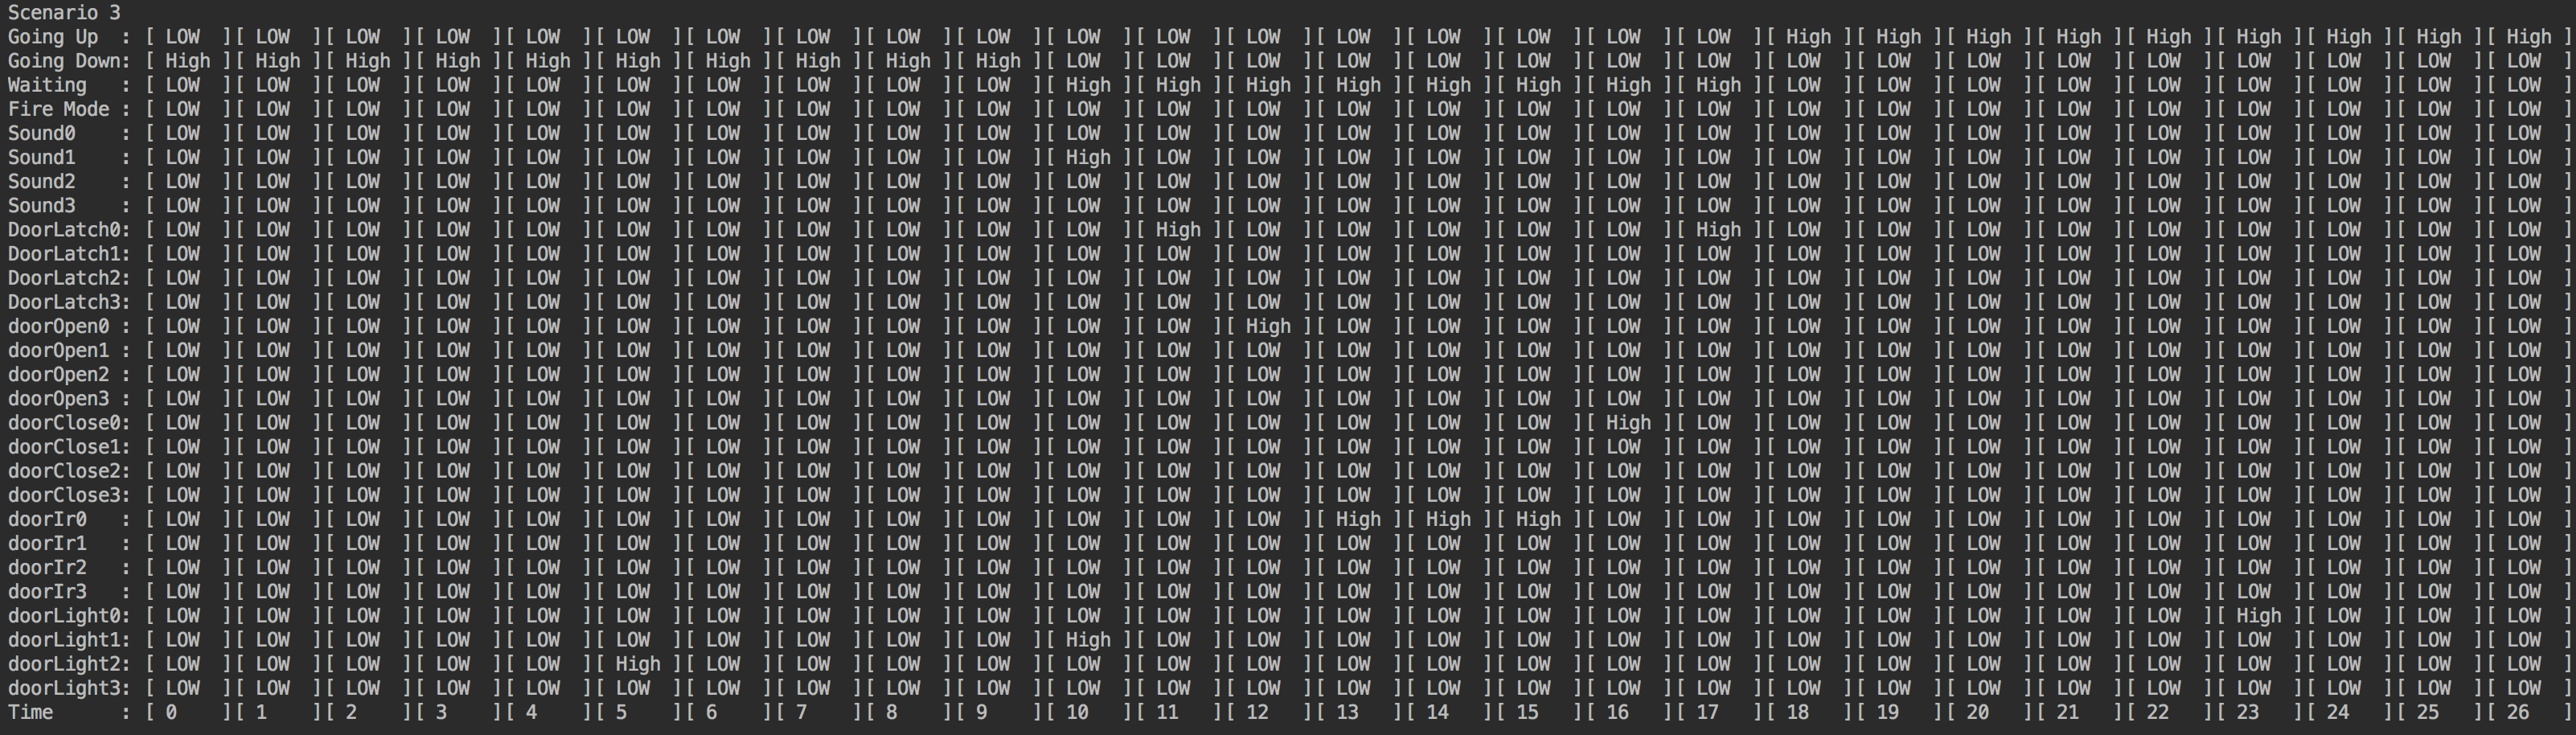 Scenario 3
Going Up  : [ LOW  ][ LOW  ][ LOW  ][ LOW  ][ LOW  ][ LOW  ][ LOW  ][ LOW  ][ LOW  ][ LOW  ][ LOW  ][ LOW  ][ LOW  ][ LOW  ][ LOW  ][ LOW  ][ LOW  ][ LOW  ][ High ][ High ][ High ][ High ][ High ][ High ][ High ][ High ][ High ]
Going Down: [ High ][ High ][ High ][ High ][ High ][ High ][ High ][ High ][ High ][ High ][ LOW  ][ LOW  ][ LOW  ][ LOW  ][ LOW  ][ LOW  ][ LOW  ][ LOW  ][ LOW  ][ LOW  ][ LOW  ][ LOW  ][ LOW  ][ LOW  ][ LOW  ][ LOW  ][ LOW  ]
Waiting   : [ LOW  ][ LOW  ][ LOW  ][ LOW  ][ LOW  ][ LOW  ][ LOW  ][ LOW  ][ LOW  ][ LOW  ][ High ][ High ][ High ][ High ][ High ][ High ][ High ][ High ][ LOW  ][ LOW  ][ LOW  ][ LOW  ][ LOW  ][ LOW  ][ LOW  ][ LOW  ][ LOW  ]
Fire Mode : [ LOW  ][ LOW  ][ LOW  ][ LOW  ][ LOW  ][ LOW  ][ LOW  ][ LOW  ][ LOW  ][ LOW  ][ LOW  ][ LOW  ][ LOW  ][ LOW  ][ LOW  ][ LOW  ][ LOW  ][ LOW  ][ LOW  ][ LOW  ][ LOW  ][ LOW  ][ LOW  ][ LOW  ][ LOW  ][ LOW  ][ LOW  ]
Sound0    : [ LOW  ][ LOW  ][ LOW  ][ LOW  ][ LOW  ][ LOW  ][ LOW  ][ LOW  ][ LOW  ][ LOW  ][ LOW  ][ LOW  ][ LOW  ][ LOW  ][ LOW  ][ LOW  ][ LOW  ][ LOW  ][ LOW  ][ LOW  ][ LOW  ][ LOW  ][ LOW  ][ LOW  ][ LOW  ][ LOW  ][ LOW  ]
Sound1    : [ LOW  ][ LOW  ][ LOW  ][ LOW  ][ LOW  ][ LOW  ][ LOW  ][ LOW  ][ LOW  ][ LOW  ][ High ][ LOW  ][ LOW  ][ LOW  ][ LOW  ][ LOW  ][ LOW  ][ LOW  ][ LOW  ][ LOW  ][ LOW  ][ LOW  ][ LOW  ][ LOW  ][ LOW  ][ LOW  ][ LOW  ]
Sound2    : [ LOW  ][ LOW  ][ LOW  ][ LOW  ][ LOW  ][ LOW  ][ LOW  ][ LOW  ][ LOW  ][ LOW  ][ LOW  ][ LOW  ][ LOW  ][ LOW  ][ LOW  ][ LOW  ][ LOW  ][ LOW  ][ LOW  ][ LOW  ][ LOW  ][ LOW  ][ LOW  ][ LOW  ][ LOW  ][ LOW  ][ LOW  ]
Sound3    : [ LOW  ][ LOW  ][ LOW  ][ LOW  ][ LOW  ][ LOW  ][ LOW  ][ LOW  ][ LOW  ][ LOW  ][ LOW  ][ LOW  ][ LOW  ][ LOW  ][ LOW  ][ LOW  ][ LOW  ][ LOW  ][ LOW  ][ LOW  ][ LOW  ][ LOW  ][ LOW  ][ LOW  ][ LOW  ][ LOW  ][ LOW  ]
DoorLatch0: [ LOW  ][ LOW  ][ LOW  ][ LOW  ][ LOW  ][ LOW  ][ LOW  ][ LOW  ][ LOW  ][ LOW  ][ LOW  ][ High ][ LOW  ][ LOW  ][ LOW  ][ LOW  ][ LOW  ][ High ][ LOW  ][ LOW  ][ LOW  ][ LOW  ][ LOW  ][ LOW  ][ LOW  ][ LOW  ][ LOW  ]
DoorLatch1: [ LOW  ][ LOW  ][ LOW  ][ LOW  ][ LOW  ][ LOW  ][ LOW  ][ LOW  ][ LOW  ][ LOW  ][ LOW  ][ LOW  ][ LOW  ][ LOW  ][ LOW  ][ LOW  ][ LOW  ][ LOW  ][ LOW  ][ LOW  ][ LOW  ][ LOW  ][ LOW  ][ LOW  ][ LOW  ][ LOW  ][ LOW  ]
DoorLatch2: [ LOW  ][ LOW  ][ LOW  ][ LOW  ][ LOW  ][ LOW  ][ LOW  ][ LOW  ][ LOW  ][ LOW  ][ LOW  ][ LOW  ][ LOW  ][ LOW  ][ LOW  ][ LOW  ][ LOW  ][ LOW  ][ LOW  ][ LOW  ][ LOW  ][ LOW  ][ LOW  ][ LOW  ][ LOW  ][ LOW  ][ LOW  ]
DoorLatch3: [ LOW  ][ LOW  ][ LOW  ][ LOW  ][ LOW  ][ LOW  ][ LOW  ][ LOW  ][ LOW  ][ LOW  ][ LOW  ][ LOW  ][ LOW  ][ LOW  ][ LOW  ][ LOW  ][ LOW  ][ LOW  ][ LOW  ][ LOW  ][ LOW  ][ LOW  ][ LOW  ][ LOW  ][ LOW  ][ LOW  ][ LOW  ]
doorOpen0 : [ LOW  ][ LOW  ][ LOW  ][ LOW  ][ LOW  ][ LOW  ][ LOW  ][ LOW  ][ LOW  ][ LOW  ][ LOW  ][ LOW  ][ High ][ LOW  ][ LOW  ][ LOW  ][ LOW  ][ LOW  ][ LOW  ][ LOW  ][ LOW  ][ LOW  ][ LOW  ][ LOW  ][ LOW  ][ LOW  ][ LOW  ]
doorOpen1 : [ LOW  ][ LOW  ][ LOW  ][ LOW  ][ LOW  ][ LOW  ][ LOW  ][ LOW  ][ LOW  ][ LOW  ][ LOW  ][ LOW  ][ LOW  ][ LOW  ][ LOW  ][ LOW  ][ LOW  ][ LOW  ][ LOW  ][ LOW  ][ LOW  ][ LOW  ][ LOW  ][ LOW  ][ LOW  ][ LOW  ][ LOW  ]
doorOpen2 : [ LOW  ][ LOW  ][ LOW  ][ LOW  ][ LOW  ][ LOW  ][ LOW  ][ LOW  ][ LOW  ][ LOW  ][ LOW  ][ LOW  ][ LOW  ][ LOW  ][ LOW  ][ LOW  ][ LOW  ][ LOW  ][ LOW  ][ LOW  ][ LOW  ][ LOW  ][ LOW  ][ LOW  ][ LOW  ][ LOW  ][ LOW  ]
doorOpen3 : [ LOW  ][ LOW  ][ LOW  ][ LOW  ][ LOW  ][ LOW  ][ LOW  ][ LOW  ][ LOW  ][ LOW  ][ LOW  ][ LOW  ][ LOW  ][ LOW  ][ LOW  ][ LOW  ][ LOW  ][ LOW  ][ LOW  ][ LOW  ][ LOW  ][ LOW  ][ LOW  ][ LOW  ][ LOW  ][ LOW  ][ LOW  ]
doorClose0: [ LOW  ][ LOW  ][ LOW  ][ LOW  ][ LOW  ][ LOW  ][ LOW  ][ LOW  ][ LOW  ][ LOW  ][ LOW  ][ LOW  ][ LOW  ][ LOW  ][ LOW  ][ LOW  ][ High ][ LOW  ][ LOW  ][ LOW  ][ LOW  ][ LOW  ][ LOW  ][ LOW  ][ LOW  ][ LOW  ][ LOW  ]
doorClose1: [ LOW  ][ LOW  ][ LOW  ][ LOW  ][ LOW  ][ LOW  ][ LOW  ][ LOW  ][ LOW  ][ LOW  ][ LOW  ][ LOW  ][ LOW  ][ LOW  ][ LOW  ][ LOW  ][ LOW  ][ LOW  ][ LOW  ][ LOW  ][ LOW  ][ LOW  ][ LOW  ][ LOW  ][ LOW  ][ LOW  ][ LOW  ]
doorClose2: [ LOW  ][ LOW  ][ LOW  ][ LOW  ][ LOW  ][ LOW  ][ LOW  ][ LOW  ][ LOW  ][ LOW  ][ LOW  ][ LOW  ][ LOW  ][ LOW  ][ LOW  ][ LOW  ][ LOW  ][ LOW  ][ LOW  ][ LOW  ][ LOW  ][ LOW  ][ LOW  ][ LOW  ][ LOW  ][ LOW  ][ LOW  ]
doorClose3: [ LOW  ][ LOW  ][ LOW  ][ LOW  ][ LOW  ][ LOW  ][ LOW  ][ LOW  ][ LOW  ][ LOW  ][ LOW  ][ LOW  ][ LOW  ][ LOW  ][ LOW  ][ LOW  ][ LOW  ][ LOW  ][ LOW  ][ LOW  ][ LOW  ][ LOW  ][ LOW  ][ LOW  ][ LOW  ][ LOW  ][ LOW  ]
doorIr0   : [ LOW  ][ LOW  ][ LOW  ][ LOW  ][ LOW  ][ LOW  ][ LOW  ][ LOW  ][ LOW  ][ LOW  ][ LOW  ][ LOW  ][ LOW  ][ High ][ High ][ High ][ LOW  ][ LOW  ][ LOW  ][ LOW  ][ LOW  ][ LOW  ][ LOW  ][ LOW  ][ LOW  ][ LOW  ][ LOW  ]
doorIr1   : [ LOW  ][ LOW  ][ LOW  ][ LOW  ][ LOW  ][ LOW  ][ LOW  ][ LOW  ][ LOW  ][ LOW  ][ LOW  ][ LOW  ][ LOW  ][ LOW  ][ LOW  ][ LOW  ][ LOW  ][ LOW  ][ LOW  ][ LOW  ][ LOW  ][ LOW  ][ LOW  ][ LOW  ][ LOW  ][ LOW  ][ LOW  ]
doorIr2   : [ LOW  ][ LOW  ][ LOW  ][ LOW  ][ LOW  ][ LOW  ][ LOW  ][ LOW  ][ LOW  ][ LOW  ][ LOW  ][ LOW  ][ LOW  ][ LOW  ][ LOW  ][ LOW  ][ LOW  ][ LOW  ][ LOW  ][ LOW  ][ LOW  ][ LOW  ][ LOW  ][ LOW  ][ LOW  ][ LOW  ][ LOW  ]
doorIr3   : [ LOW  ][ LOW  ][ LOW  ][ LOW  ][ LOW  ][ LOW  ][ LOW  ][ LOW  ][ LOW  ][ LOW  ][ LOW  ][ LOW  ][ LOW  ][ LOW  ][ LOW  ][ LOW  ][ LOW  ][ LOW  ][ LOW  ][ LOW  ][ LOW  ][ LOW  ][ LOW  ][ LOW  ][ LOW  ][ LOW  ][ LOW  ]
doorLight0: [ LOW  ][ LOW  ][ LOW  ][ LOW  ][ LOW  ][ LOW  ][ LOW  ][ LOW  ][ LOW  ][ LOW  ][ LOW  ][ LOW  ][ LOW  ][ LOW  ][ LOW  ][ LOW  ][ LOW  ][ LOW  ][ LOW  ][ LOW  ][ LOW  ][ LOW  ][ LOW  ][ High ][ LOW  ][ LOW  ][ LOW  ]
doorLight1: [ LOW  ][ LOW  ][ LOW  ][ LOW  ][ LOW  ][ LOW  ][ LOW  ][ LOW  ][ LOW  ][ LOW  ][ High ][ LOW  ][ LOW  ][ LOW  ][ LOW  ][ LOW  ][ LOW  ][ LOW  ][ LOW  ][ LOW  ][ LOW  ][ LOW  ][ LOW  ][ LOW  ][ LOW  ][ LOW  ][ LOW  ]
doorLight2: [ LOW  ][ LOW  ][ LOW  ][ LOW  ][ LOW  ][ High ][ LOW  ][ LOW  ][ LOW  ][ LOW  ][ LOW  ][ LOW  ][ LOW  ][ LOW  ][ LOW  ][ LOW  ][ LOW  ][ LOW  ][ LOW  ][ LOW  ][ LOW  ][ LOW  ][ LOW  ][ LOW  ][ LOW  ][ LOW  ][ LOW  ]
doorLight3: [ LOW  ][ LOW  ][ LOW  ][ LOW  ][ LOW  ][ LOW  ][ LOW  ][ LOW  ][ LOW  ][ LOW  ][ LOW  ][ LOW  ][ LOW  ][ LOW  ][ LOW  ][ LOW  ][ LOW  ][ LOW  ][ LOW  ][ LOW  ][ LOW  ][ LOW  ][ LOW  ][ LOW  ][ LOW  ][ LOW  ][ LOW  ]
Time      : [ 0    ][ 1    ][ 2    ][ 3    ][ 4    ][ 5    ][ 6    ][ 7    ][ 8    ][ 9    ][ 10   ][ 11   ][ 12   ][ 13   ][ 14   ][ 15   ][ 16   ][ 17   ][ 18   ][ 19   ][ 20   ][ 21   ][ 22   ][ 23   ][ 24   ][ 25   ][ 26   ]